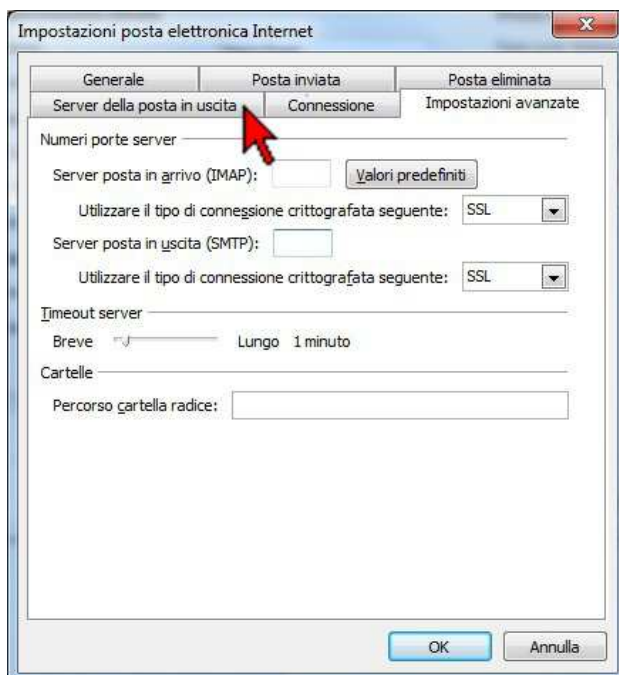 Impostazioni posta elettronica Internet
Generale Posta inviata Posta eliminata
Server della posta in uscita Connessione Impostazioni avanzate
Numeri porte server
Server posta in arrivo (IMAP): Valori predefiniti
Utilizzare il tipo di connessione crittografata seguente: SSL
Server posta in uscita (SMTP):
Utilizzare il tipo di connessione crittografata seguente: SSL
Timeout server
Breve Lungo 1 minuto
Cartelle
Percorso cartella radice:
OK Annulla